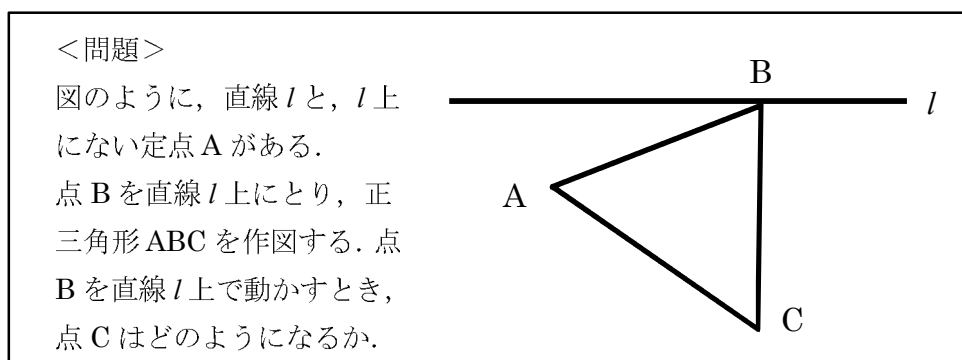 ＜問題＞
図のように，直線 l と，l 上
にない定点 A がある．
点 B を直線 l 上にとり，正
三角形 ABC を作図する．点
B を直線 l 上で動かすとき，
点 C はどのようになるか．
B
l
A
C